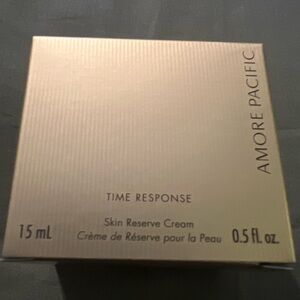 AMORE PACIFIC
TIME RESPONSE
Skin Reserve Cream
Crème de Réserve pour la Peau
15 mL
0.5 fl. oz.